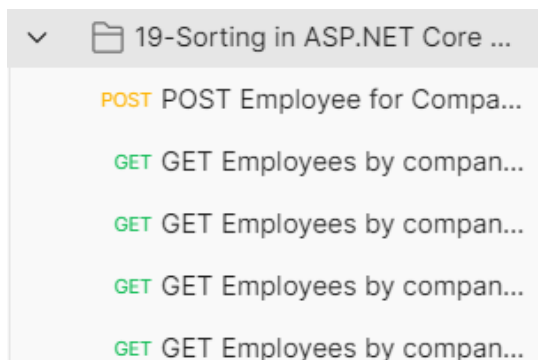 19-Sorting in ASP.NET Core ...
POST POST Employee for Compa...
GET GET Employees by compan...
GET GET Employees by compan...
GET GET Employees by compan...
GET GET Employees by compan...